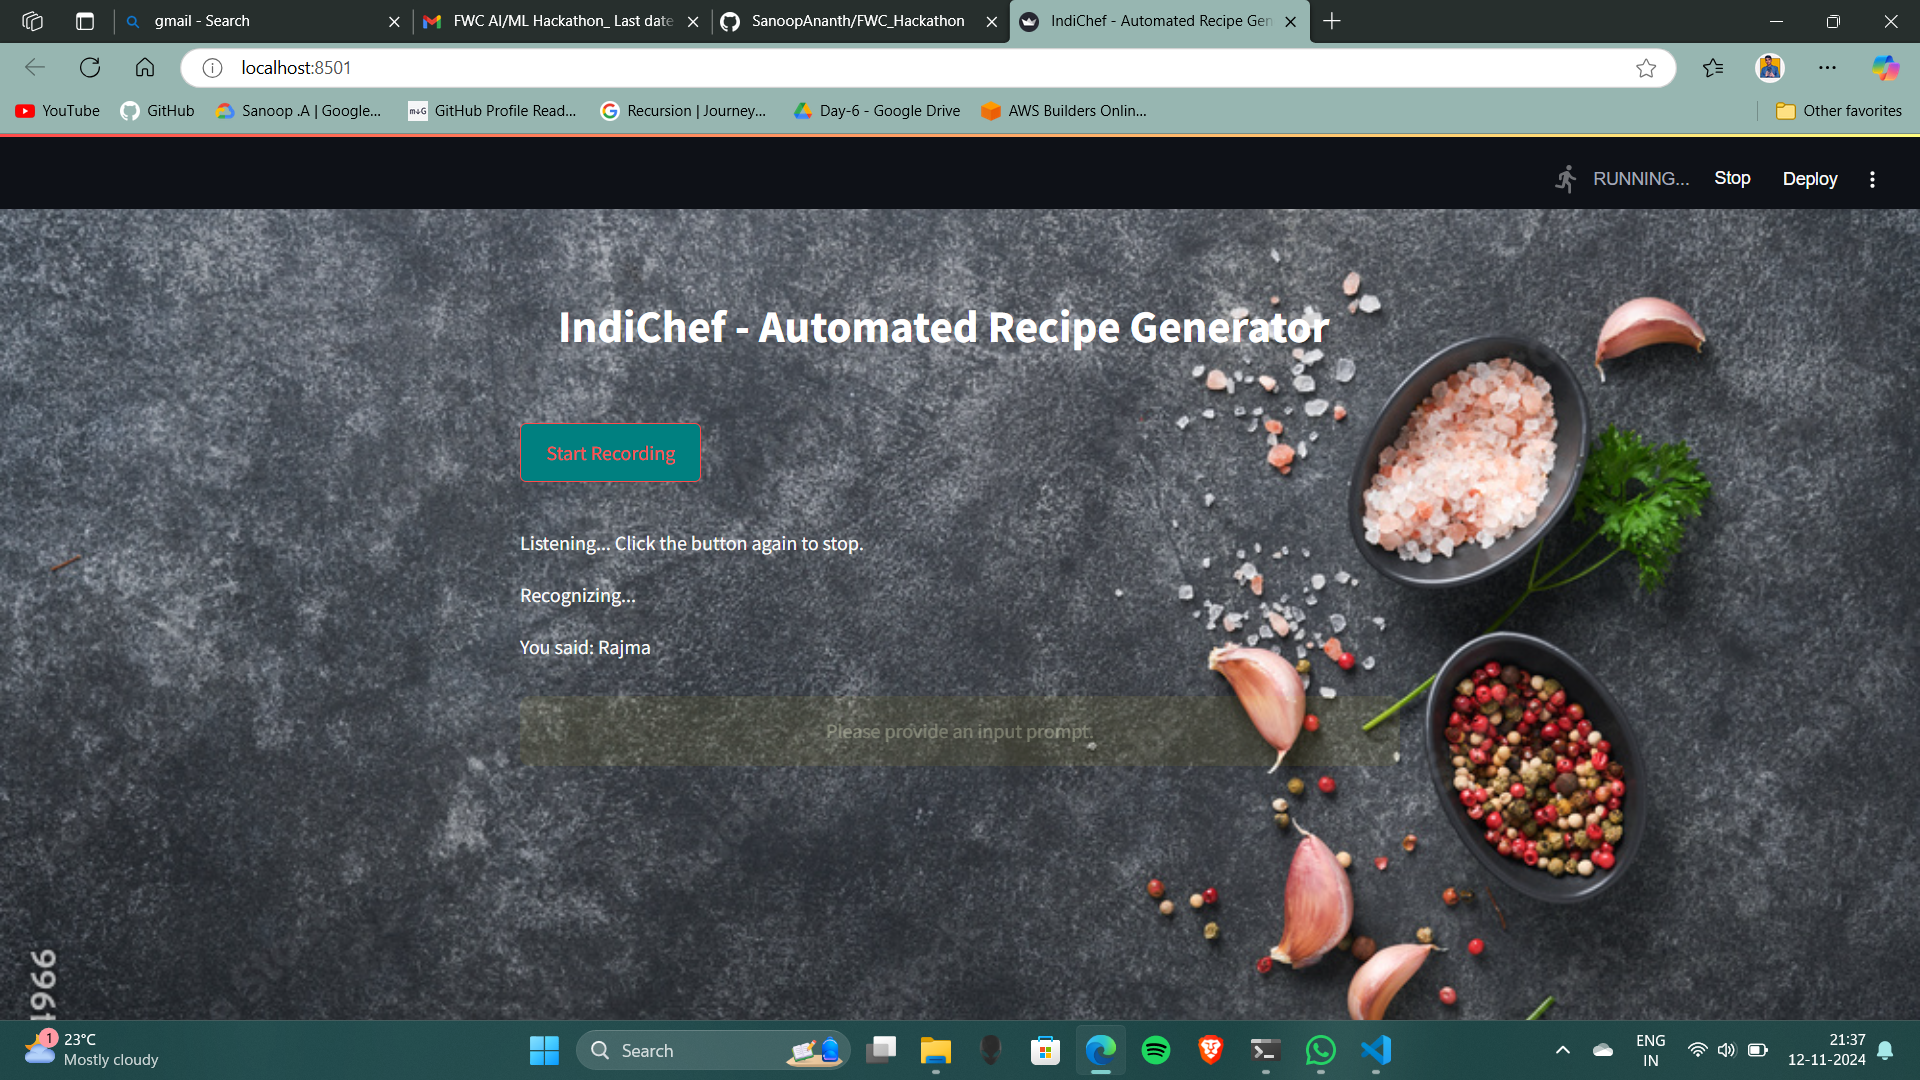 gmail - Search
FWC AI/ML Hackathon_ Last date
SanoopAnanth/FWC_Hackathon
IndiChef - Automated Recipe Gen
localhost:8501
YouTube
GitHub
Sanoop .A | Google...
M↓G
GitHub Profile Read...
Recursion | Journey...
Day-6 - Google Drive
AWS Builders Onlin...
Other favorites
RUNNING...
Stop
Deploy
IndiChef - Automated Recipe Generator
Start Recording
Listening... Click the button again to stop.
Recognizing...
You said: Rajma
Please provide an input prompt.
1
23°C
Mostly cloudy
Search
ENG
IN
21:37
12-11-2024